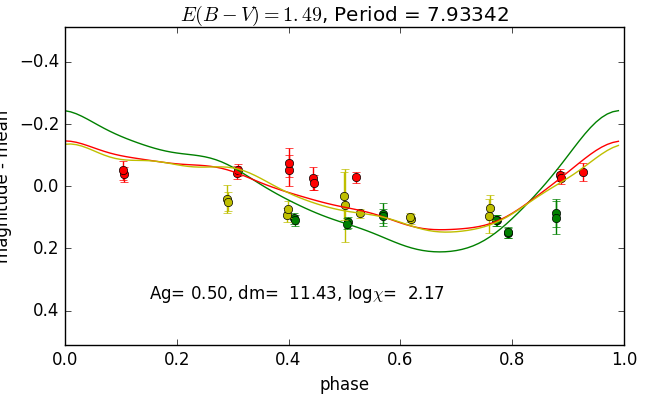 E(B − V) = 1.49, Period = 7.93342
−0.4
−0.2
0.0
0.2
0.4
magnitude - mean
Ag= 0.50, dm= 11.43, logχ= 2.17
0.0 0.2 0.4 0.6 0.8 1.0
phase